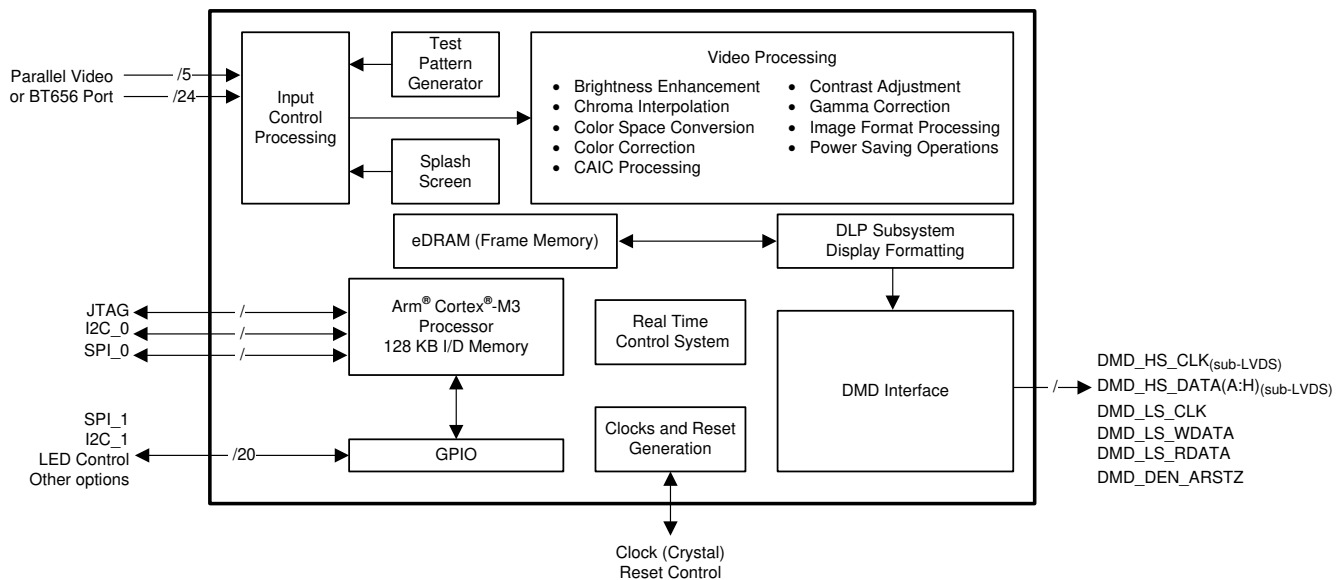 Parallel Video
or BT656 Port
/5
/24
Input
Control
Processing
Test
Pattern
Generator
Splash
Screen
Video Processing
• Brightness Enhancement
• Chroma Interpolation
• Color Space Conversion
• Color Correction
• CAIC Processing
• Contrast Adjustment
• Gamma Correction
• Image Format Processing
• Power Saving Operations
eDRAM (Frame Memory)
DLP Subsystem
Display Formatting
JTAG
/
I2C_0
/
SPI_0
/
Arm® Cortex®-M3
Processor
128 KB I/D Memory
Real Time
Control System
DMD Interface
/
DMD_HS_CLK(sub-LVDS)
DMD_HS_DATA(A:H)(sub-LVDS)
DMD_LS_CLK
DMD_LS_WDATA
DMD_LS_RDATA
DMD_DEN_ARSTZ
SPI_1
I2C_1
LED Control
Other options
/20
GPIO
Clocks and Reset
Generation
Clock (Crystal)
Reset Control